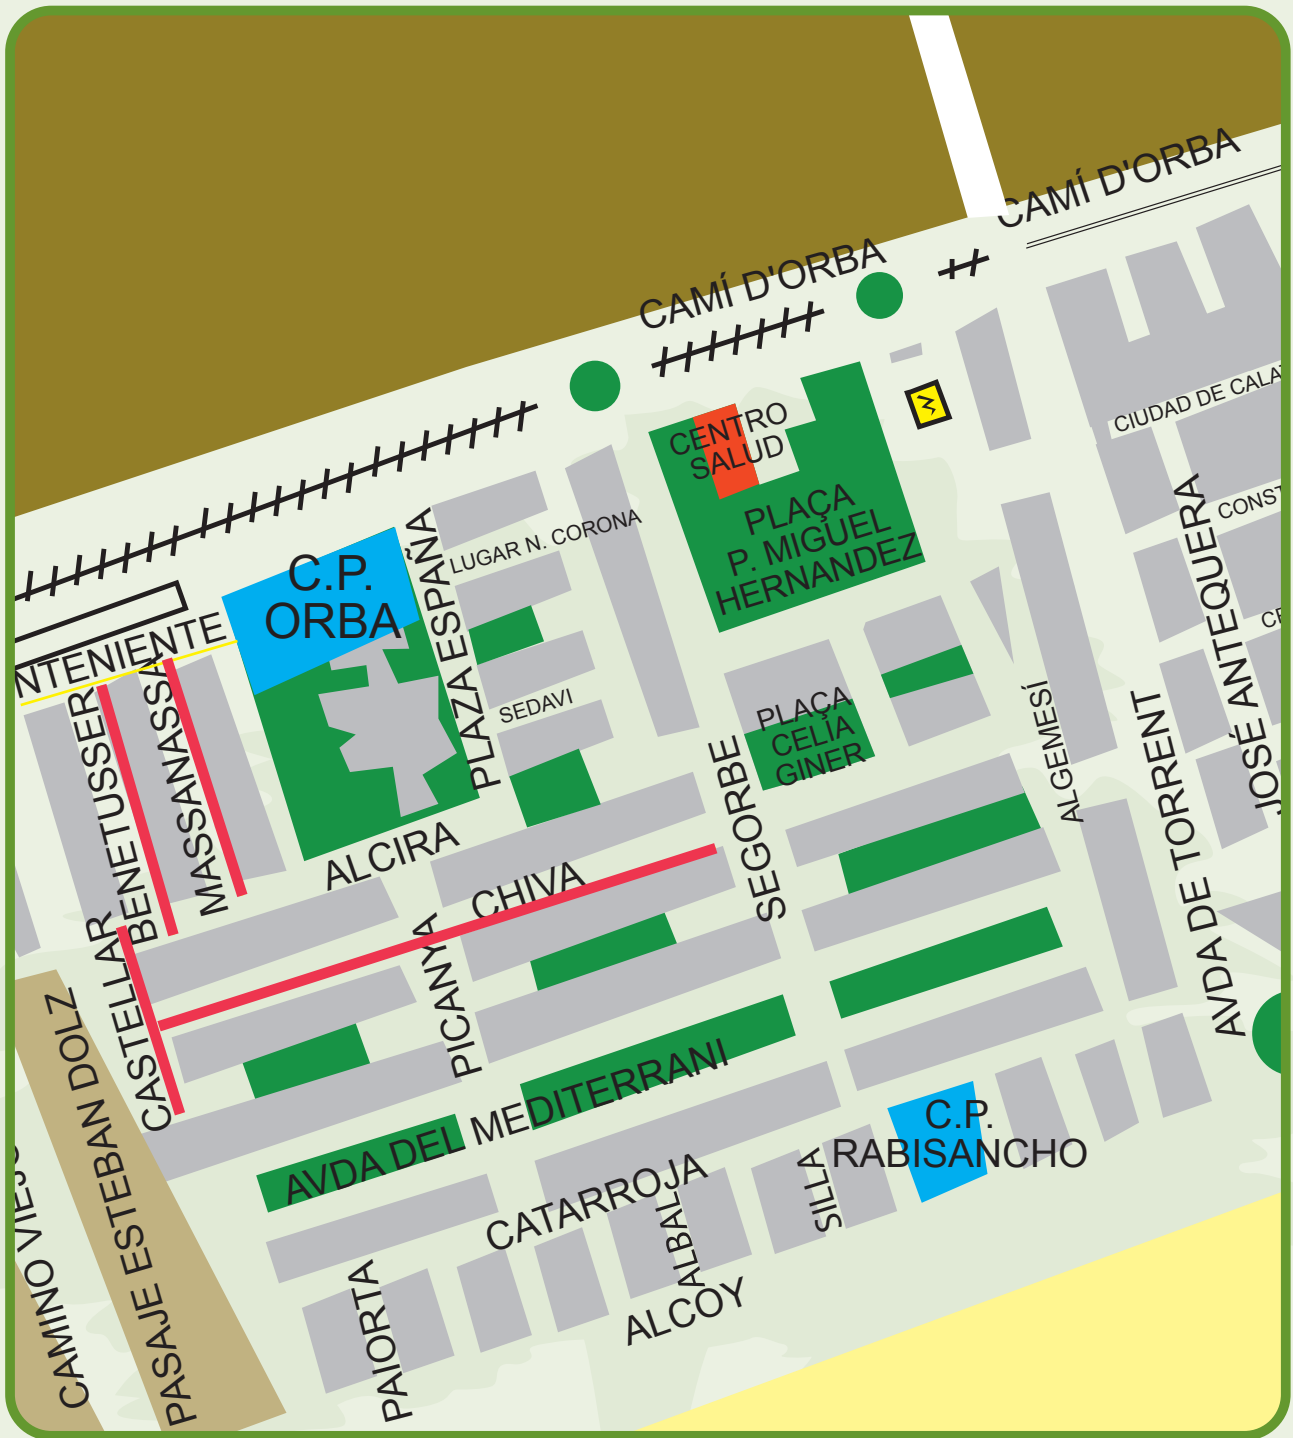 CAMÍ D'ORBA
CAMÍ D'ORBA
CENTRO
SALUD
PLAÇA
P. MIGUEL
HERNANDEZ
CIUDAD DE CALA
CONST
C.P.
ORBA
PLAZA ESPAÑA
LUGAR N. CORONA
SEDAVI
NTENIENTE
BENETUSSER
MASSANASSA
PLAÇA
CELIA
GINER
SEGORBE
ALGEMESÍ
AVDA DE TORRENT
JOSÉ ANTEQUERA
ALCIRA
CHIVA
PICANYA
CASTELLAR
PASAJE ESTEBAN DOLZ
CAMINO VIEJO
AVDA DEL MEDITERRANI
C.P.
RABISANCHO
CATARROJA
SILLA
ALBAL
ALCOY
PAIORTA